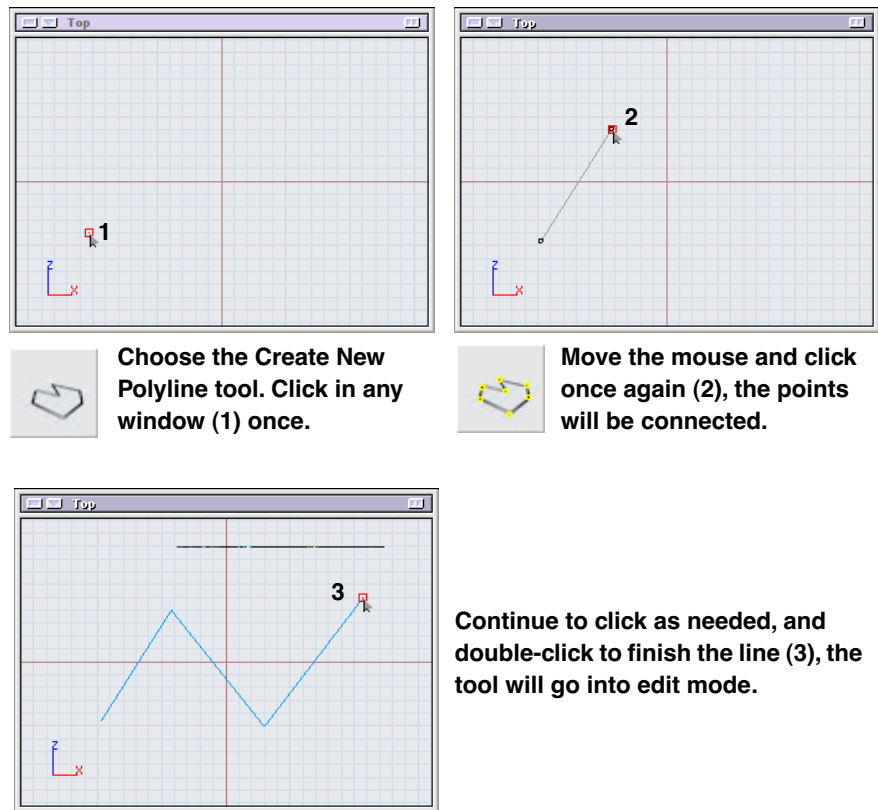 Top
Top
2
1
z
x
z
x
Choose the Create New
Polyline tool. Click in any
window (1) once.
Move the mouse and click
once again (2), the points
will be connected.
Top
3
z
x
Continue to click as needed, and
double-click to finish the line (3), the
tool will go into edit mode.